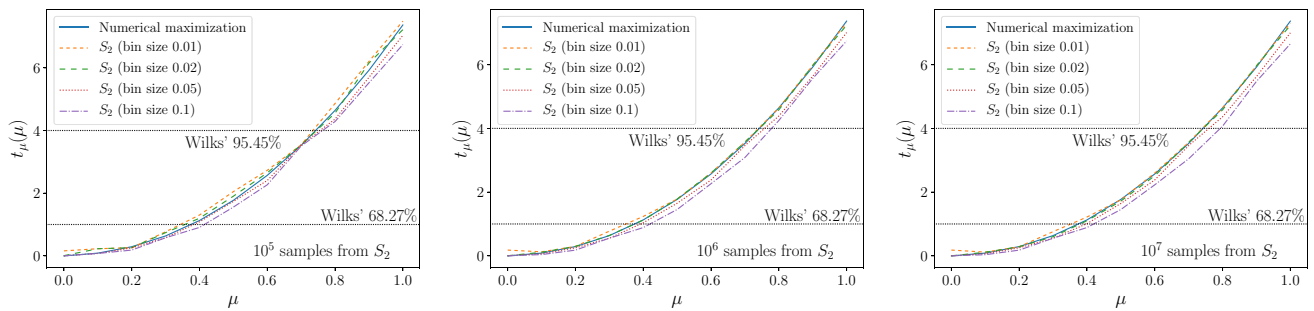 Numerical maximization
S₂ (bin size 0.01)
S₂ (bin size 0.02)
S₂ (bin size 0.05)
S₂ (bin size 0.1)
6
4
2
0
tμ(μ)
Wilks' 95.45%
Wilks' 68.27%
10⁵ samples from S₂
0.0 0.2 0.4 0.6 0.8 1.0
μ
Numerical maximization
S₂ (bin size 0.01)
S₂ (bin size 0.02)
S₂ (bin size 0.05)
S₂ (bin size 0.1)
6
4
2
0
tμ(μ)
Wilks' 95.45%
Wilks' 68.27%
10⁶ samples from S₂
0.0 0.2 0.4 0.6 0.8 1.0
μ
Numerical maximization
S₂ (bin size 0.01)
S₂ (bin size 0.02)
S₂ (bin size 0.05)
S₂ (bin size 0.1)
6
4
2
0
tμ(μ)
Wilks' 95.45%
Wilks' 68.27%
10⁷ samples from S₂
0.0 0.2 0.4 0.6 0.8 1.0
μ